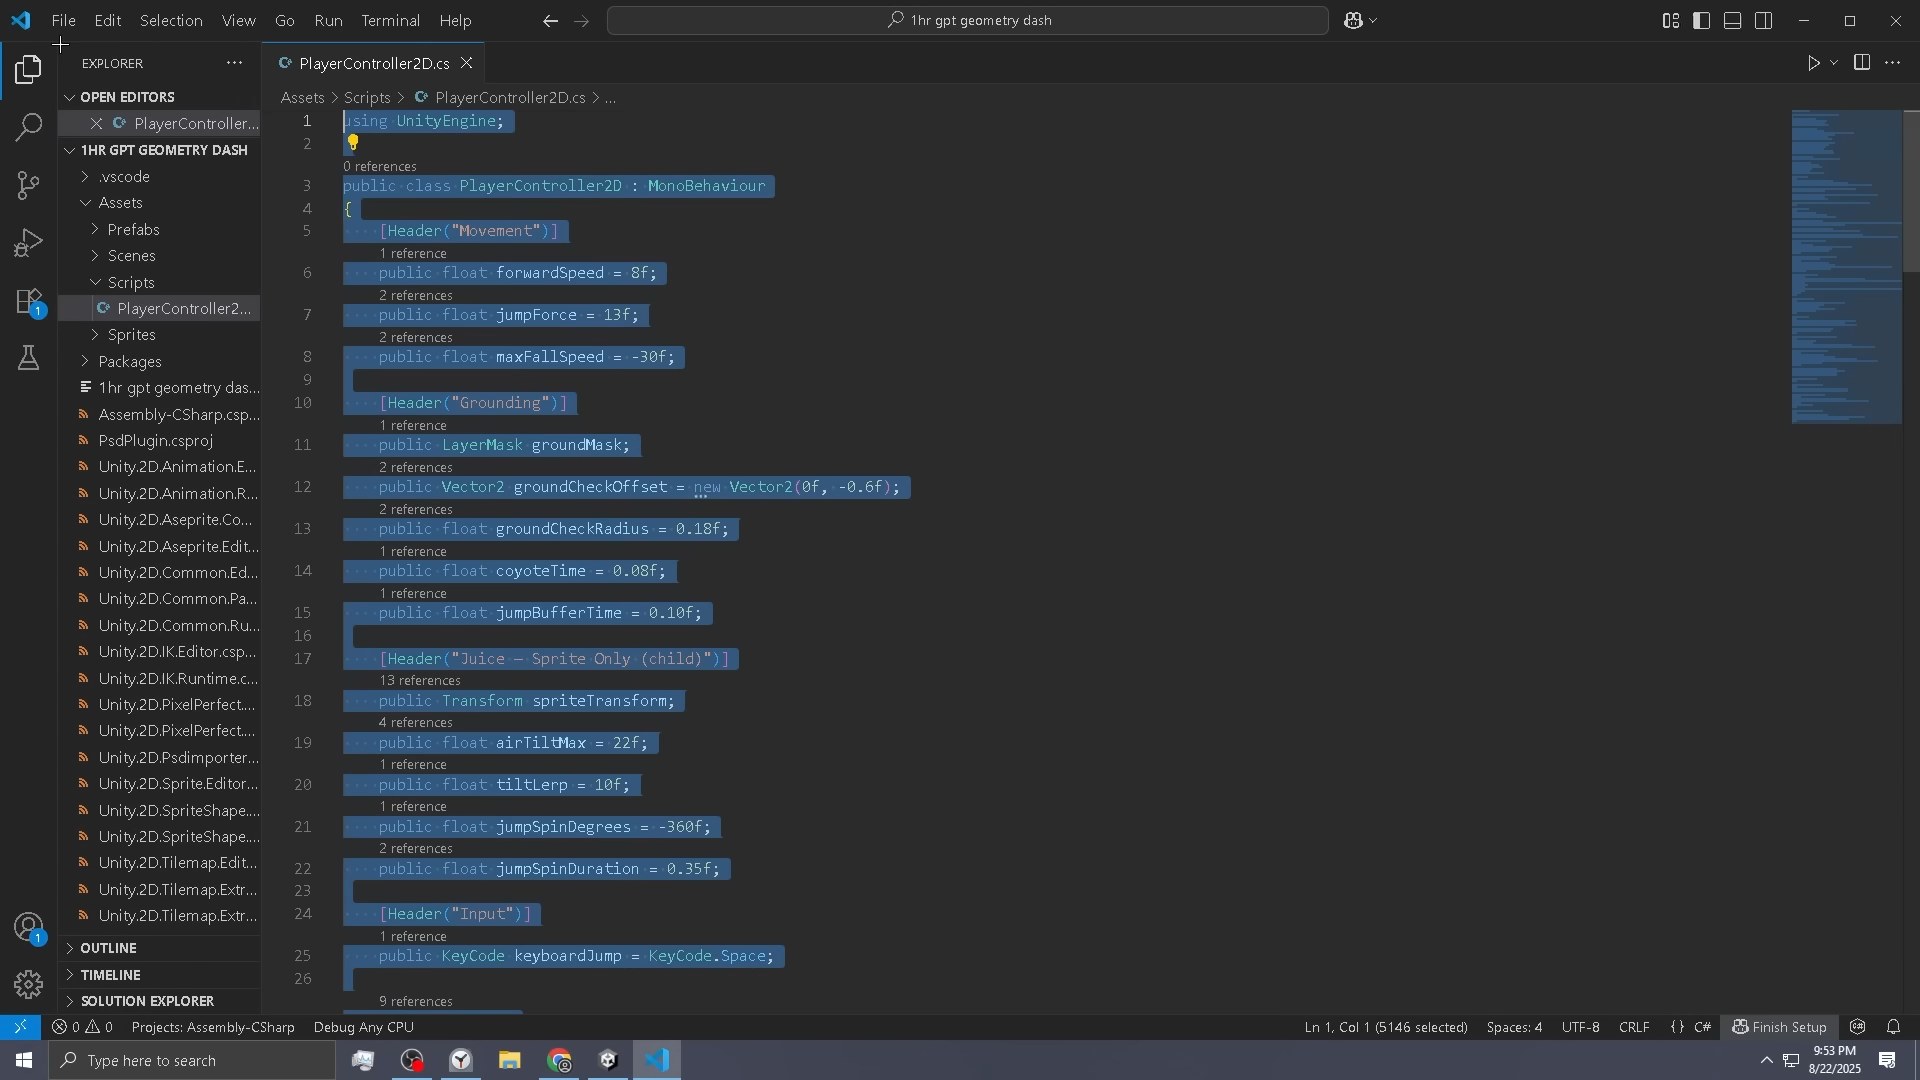 File Edit Selection View Go Run Terminal Help
1hr gpt geometry dash
EXPLORER
OPEN EDITORS
PlayerController...
1HR GPT GEOMETRY DASH
.vscode
Assets
Prefabs
Scenes
Scripts
PlayerController2...
Sprites
Packages
1hr gpt geometry das...
Assembly-CSharp.csp...
PsdPlugin.csproj
Unity.2D.Animation.E...
Unity.2D.Animation.R...
Unity.2D.Aseprite.Co...
Unity.2D.Aseprite.Edit...
Unity.2D.Common.Ed...
Unity.2D.Common.Pa...
Unity.2D.Common.Ru...
Unity.2D.IK.Editor.csp...
Unity.2D.IK.Runtime.c...
Unity.2D.PixelPerfect....
Unity.2D.PixelPerfect....
Unity.2D.Psdimporter...
Unity.2D.Sprite.Editor...
Unity.2D.SpriteShape....
Unity.2D.SpriteShape....
Unity.2D.Tilemap.Edit...
Unity.2D.Tilemap.Extr...
Unity.2D.Tilemap.Extr...
OUTLINE
TIMELINE
SOLUTION EXPLORER
1
1
PlayerController2D.cs
Assets > Scripts > PlayerController2D.cs > ...
1 using UnityEngine;
2
0 references
3 public class PlayerController2D : MonoBehaviour
4 {
5 [Header("Movement")]
1 reference
6 public float forwardSpeed = 8f;
2 references
7 public float jumpForce = 13f;
2 references
8 public float maxFallSpeed = -30f;
9
10 [Header("Grounding")]
1 reference
11 public LayerMask groundMask;
2 references
12 public Vector2 groundCheckOffset = new Vector2(0f, -0.6f);
2 references
13 public float groundCheckRadius = 0.18f;
1 reference
14 public float coyoteTime = 0.08f;
1 reference
15 public float jumpBufferTime = 0.10f;
16
17 [Header("Juice — Sprite Only (child)")]
13 references
18 public Transform spriteTransform;
4 references
19 public float airTiltMax = 22f;
1 reference
20 public float tiltLerp = 10f;
1 reference
21 public float jumpSpinDegrees = -360f;
2 references
22 public float jumpSpinDuration = 0.35f;
23
24 [Header("Input")]
1 reference
25 public KeyCode keyboardJump = KeyCode.Space;
26
9 references
0 0 Projects: Assembly-CSharp Debug Any CPU Ln 1, Col 1 (5146 selected) Spaces: 4 UTF-8 CRLF {} C# Finish Setup
Type here to search
9:53 PM
8/22/2025